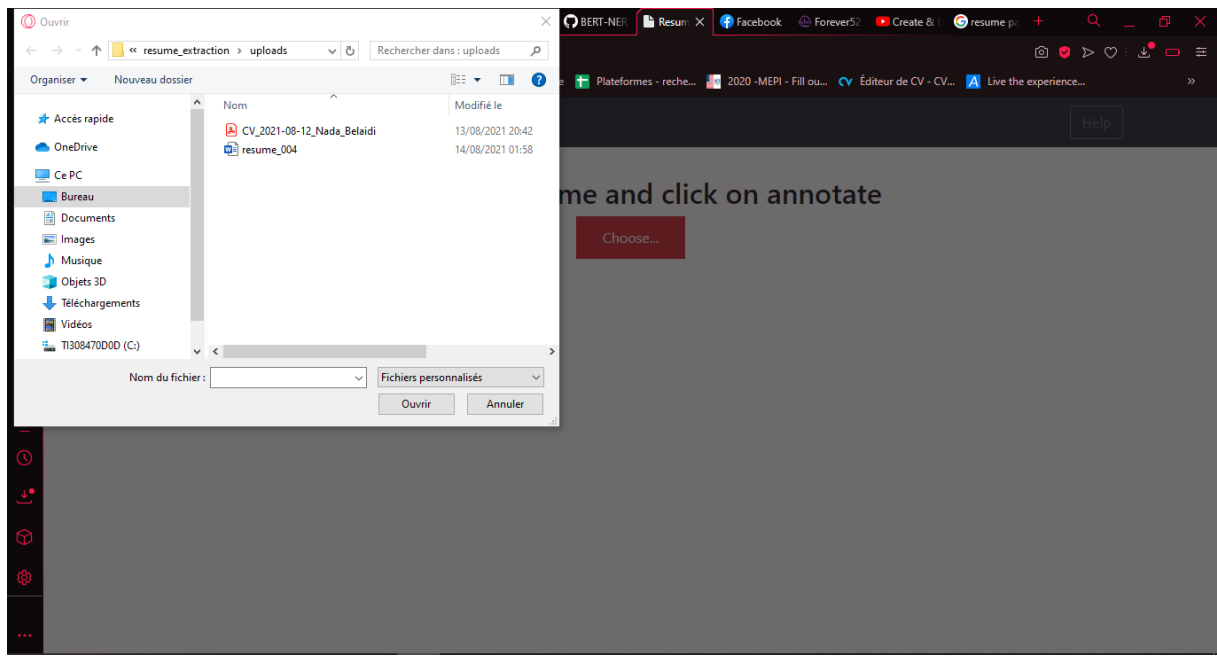 Ouvrir
BERT-NER
Resum
Facebook
Forever52
Create &
resume pa
« resume_extraction › uploads
Rechercher dans : uploads
Organiser
Nouveau dossier
e
Plateformes - reche...
2020 -MEPI - Fill ou...
CV Éditeur de CV - CV...
A Live the experience...
»
Nom
Modifié le
Accès rapide
CV_2021-08-12_Nada_Belaidi
13/08/2021 20:42
Help
OneDrive
resume_004
14/08/2021 01:58
Ce PC
Bureau
me and click on annotate
Documents
Images
Choose...
Musique
Objets 3D
Téléchargements
Vidéos
TI308470D0D (C:)
Nom du fichier :
Fichiers personnalisés
Ouvrir
Annuler